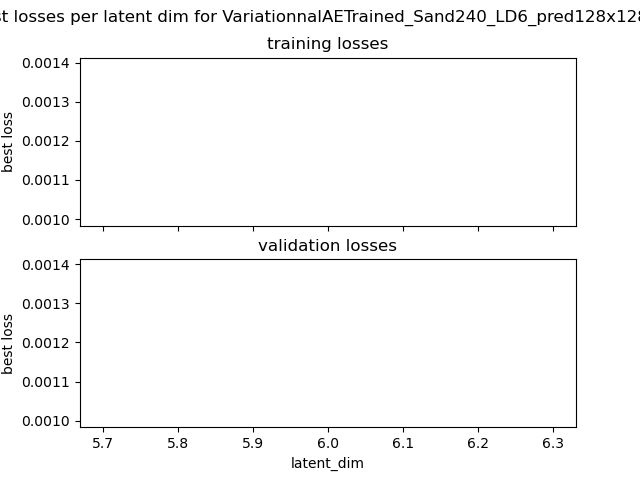 st losses per latent dim for VariationnalAETrained_Sand240_LD6_pred128x128
training losses
0.0014
0.0013
0.0012
0.0011
0.0010
best loss
validation losses
0.0014
0.0013
0.0012
0.0011
0.0010
best loss
5.7 5.8 5.9 6.0 6.1 6.2 6.3
latent_dim